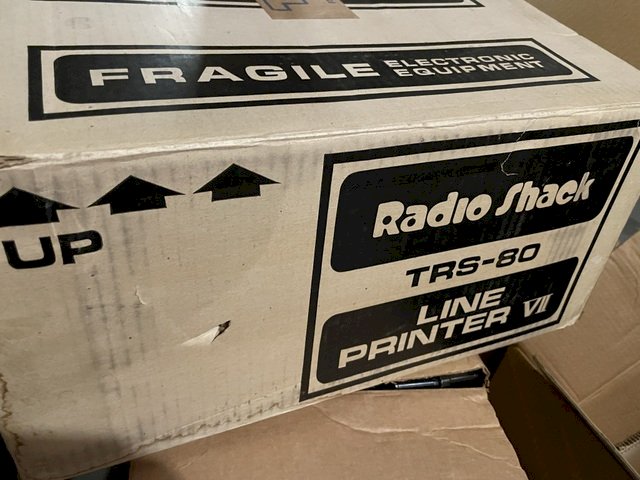 FRAGILE ELECTRONIC EQUIPMENT
UP
Radio Shack
TRS-80
LINE
PRINTER VII